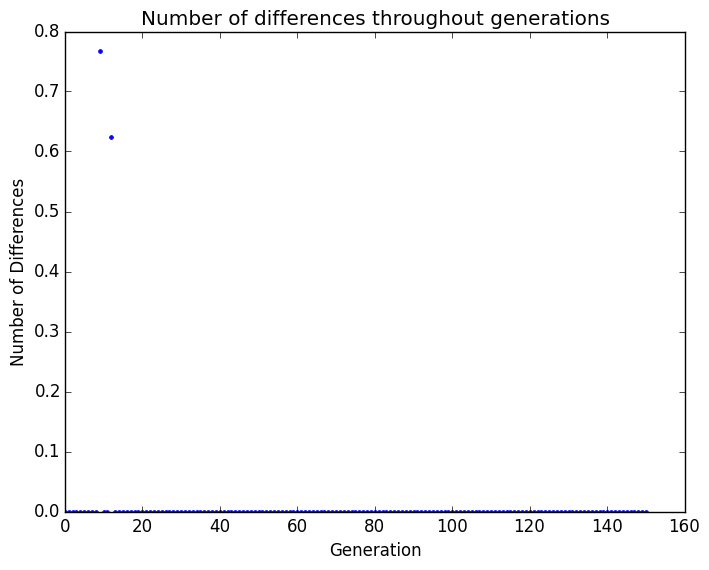 Number of differences throughout generations
0.8
0.7
0.6
0.5
0.4
0.3
0.2
0.1
0.0
Number of Differences
0 20 40 60 80 100 120 140 160
Generation